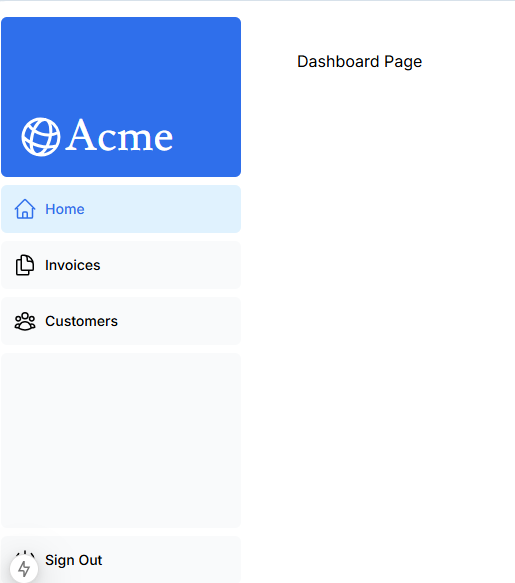 Acme
Dashboard Page
Home
Invoices
Customers
Sign Out